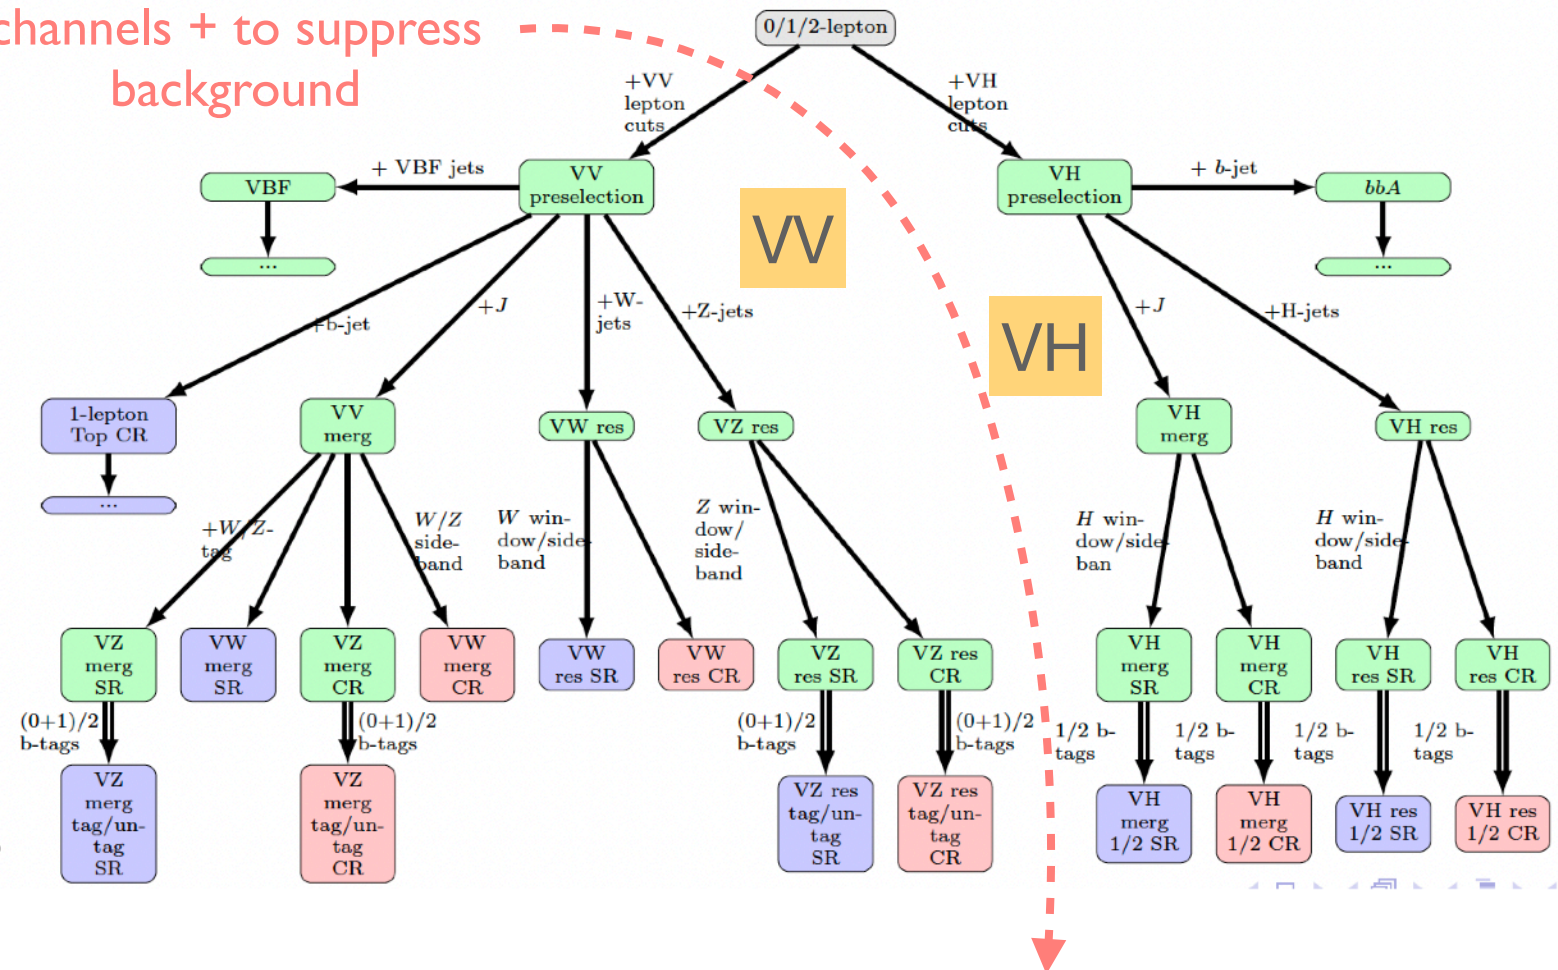 channels + to suppress
background
0/1/2-lepton
+VV
lepton
cuts
+VH
lepton
cuts
VBF
+ VBF jets
VV
preselection
VH
preselection
+ b-jet
bbA
...
...
VV
VH
+b-jet
+J
+W-
jets
+Z-jets
+J
+H-jets
1-lepton
Top CR
...
VV
merg
VW res
VZ res
VH
merg
VH res
+W/Z-
tag
W/Z
side-
band
W win-
dow/side-
band
Z win-
dow/
side-
band
H win-
dow/side-
ban
H win-
dow/side-
band
VZ
merg
SR
VW
merg
SR
VZ
merg
CR
VW
merg
CR
VW
res SR
VW
res CR
VZ
res SR
VZ res
CR
VH
merg
SR
VH
merg
CR
VH
res SR
VH
res CR
(0+1)/2
b-tags
(0+1)/2
b-tags
(0+1)/2
b-tags
(0+1)/2
b-tags
1/2 b-
tags
1/2 b-
tags
1/2 b-
tags
1/2 b-
tags
VZ
merg
tag/un-
tag
SR
VZ
merg
tag/un-
tag
CR
VZ res
tag/un-
tag
SR
VZ res
tag/un-
tag
CR
VH
merg
1/2 SR
VH
merg
1/2 CR
VH res
1/2 SR
VH res
1/2 CR